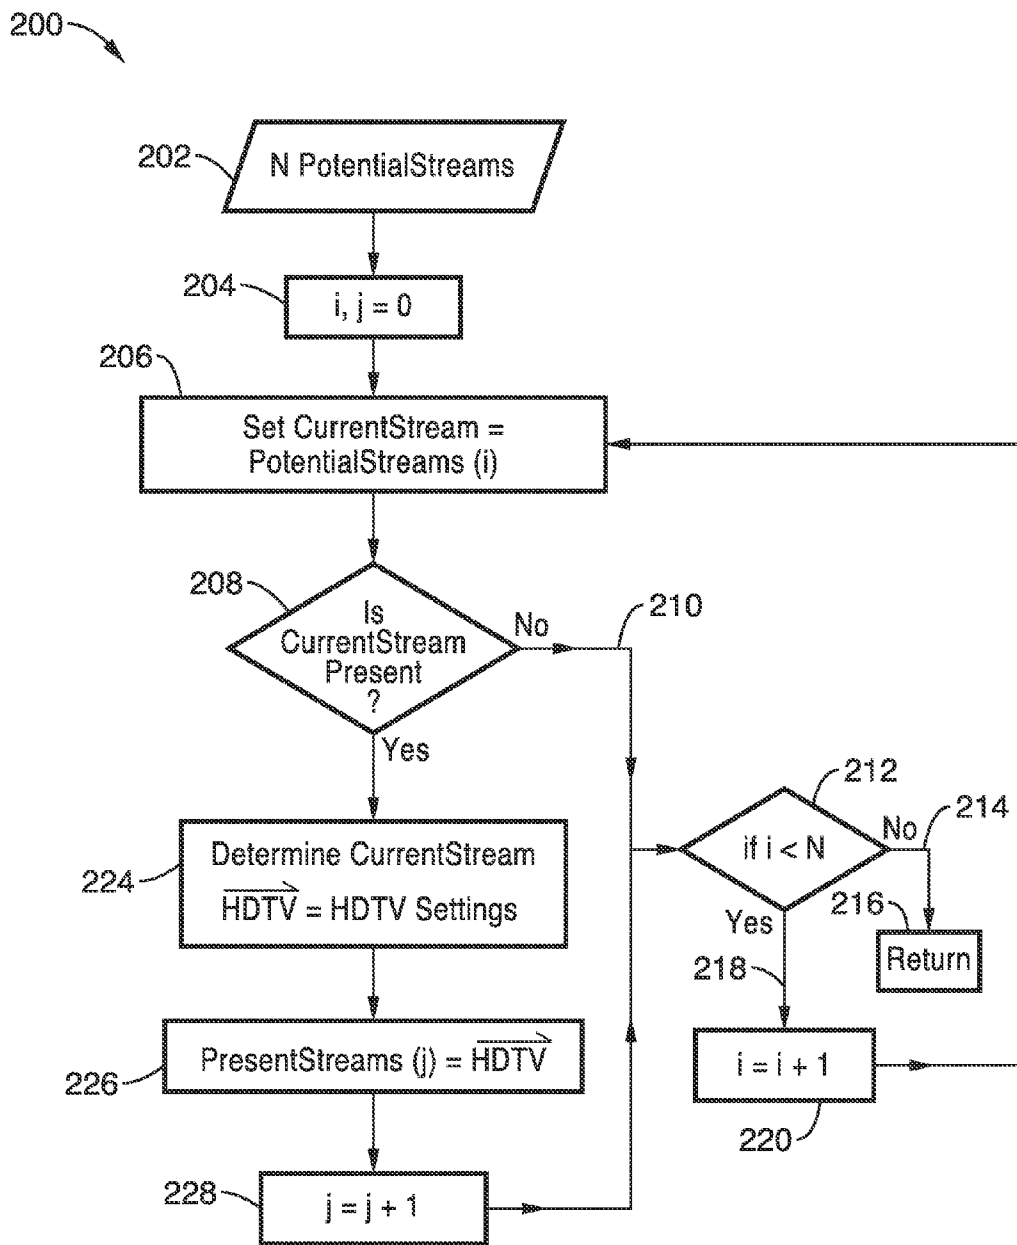 200
202
N PotentialStreams
204
i, j = 0
206
Set CurrentStream =
PotentialStreams (i)
208
Is
CurrentStream
Present
?
No
210
Yes
212
if i < N
No
214
224
Determine CurrentStream
HDTV = HDTV Settings
Yes
216
Return
218
226
PresentStreams (j) = HDTV
i = i + 1
220
228
j = j + 1